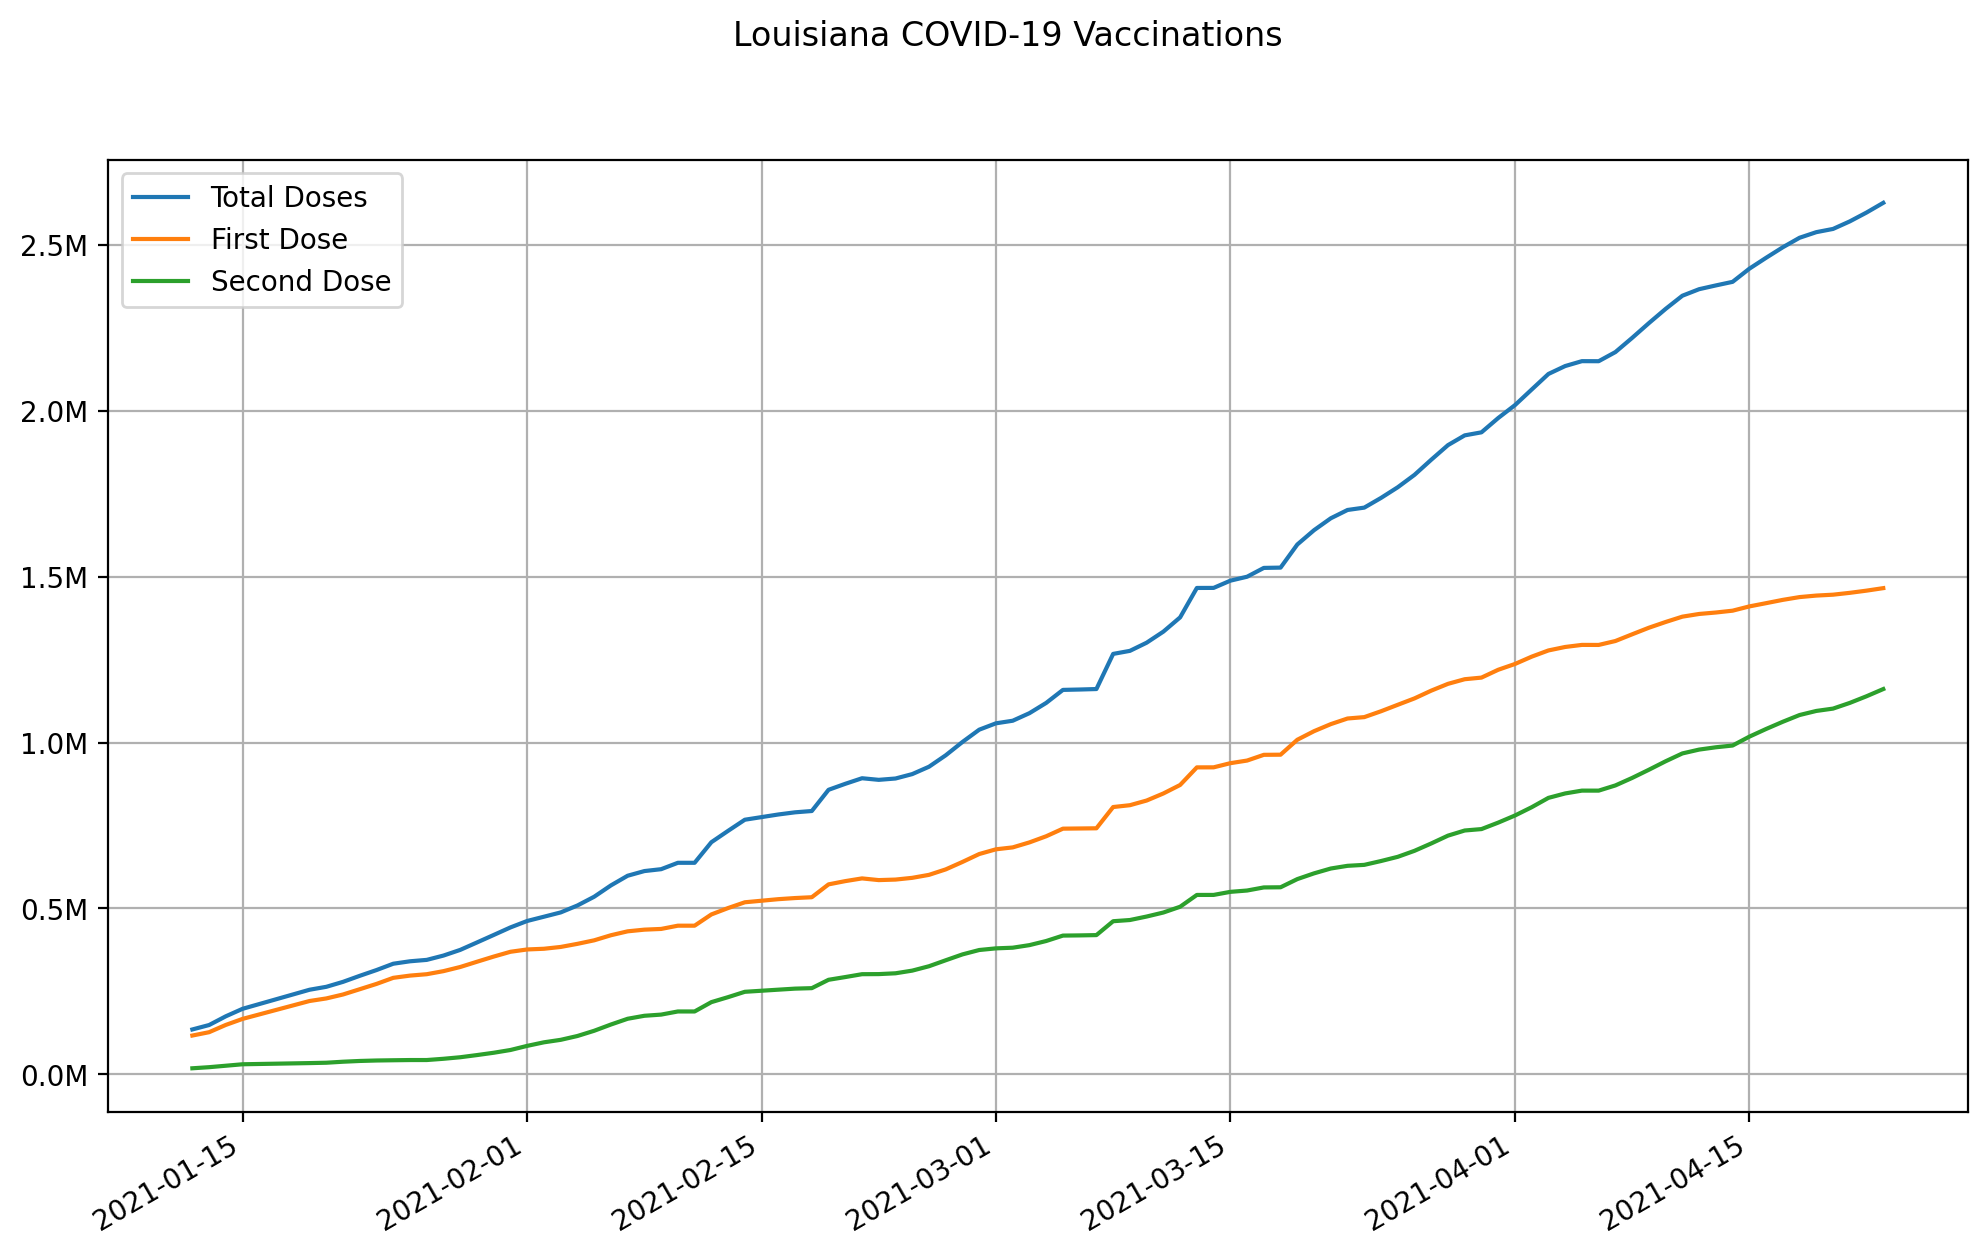 Louisiana COVID-19 Vaccinations
Total Doses
First Dose
Second Dose
2.5M
2.0M
1.5M
1.0M
0.5M
0.0M
2021-01-15
2021-02-01
2021-02-15
2021-03-01
2021-03-15
2021-04-01
2021-04-15